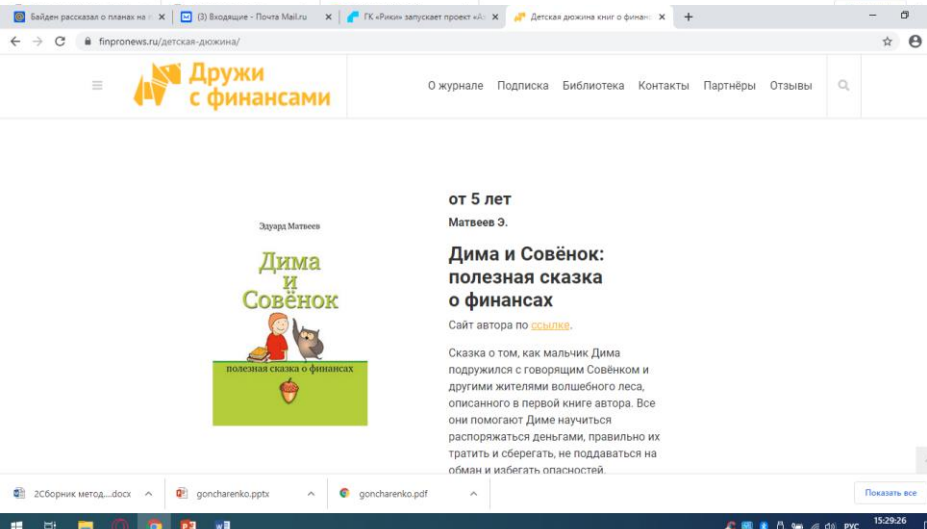 Байден рассказал о планах на
(3) Входящие - Почта Mail.ru
ГК «Рики» запускает проект «А
Детская дюжина книг о финан
finpronews.ru/детская-дюжина/
Дружи
с финансами
О журнале Подписка Библиотека Контакты Партнёры Отзывы
Эдуард Матвеев
Дима
и
Совёнок
полезная сказка о финансах
от 5 лет
Матвеев Э.
Дима и Совёнок:
полезная сказка
о финансах
Сайт автора по ссылке.
Сказка о том, как мальчик Дима
подружился с говорящим Совёнком и
другими жителями волшебного леса,
описанного в первой книге автора. Все
они помогают Диме научиться
распоряжаться деньгами, правильно их
тратить и сберегать, не поддаваться на
обман и избегать опасностей.
2Сборник метод....docx
goncharenko.pptx
goncharenko.pdf
Показать все
РУС
15:29:26